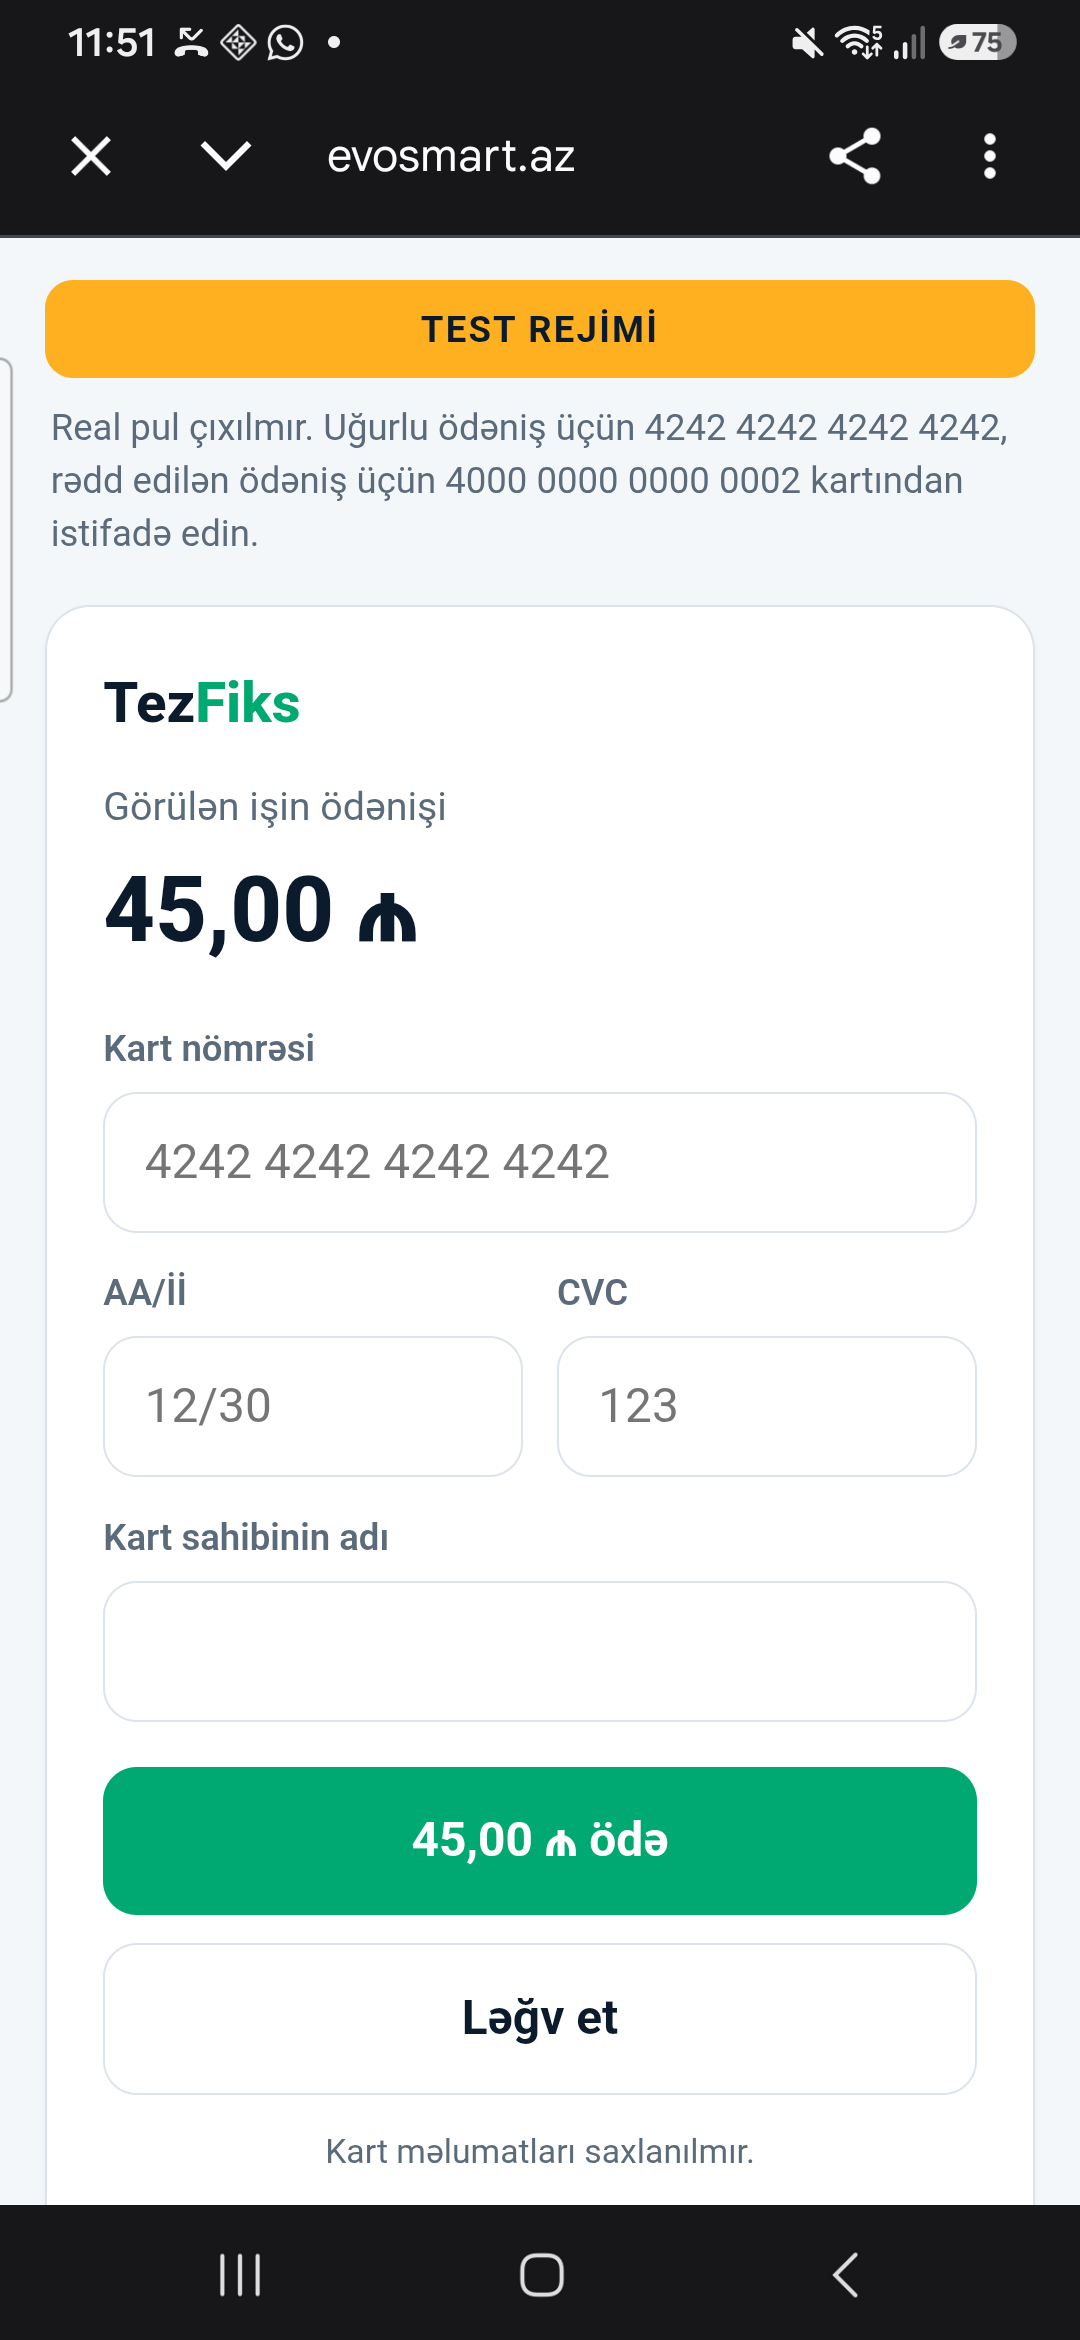 11:51
5
75
evosmart.az
TEST REJİMİ
Real pul çıxılmır. Uğurlu ödəniş üçün 4242 4242 4242 4242,
rədd edilən ödəniş üçün 4000 0000 0000 0002 kartından
istifadə edin.
TezFiks
Görülən işin ödənişi
45,00 ₼
Kart nömrəsi
4242 4242 4242 4242
AA/İİ CVC
12/30 123
Kart sahibinin adı
45,00 ₼ ödə
Ləğv et
Kart məlumatları saxlanılmır.